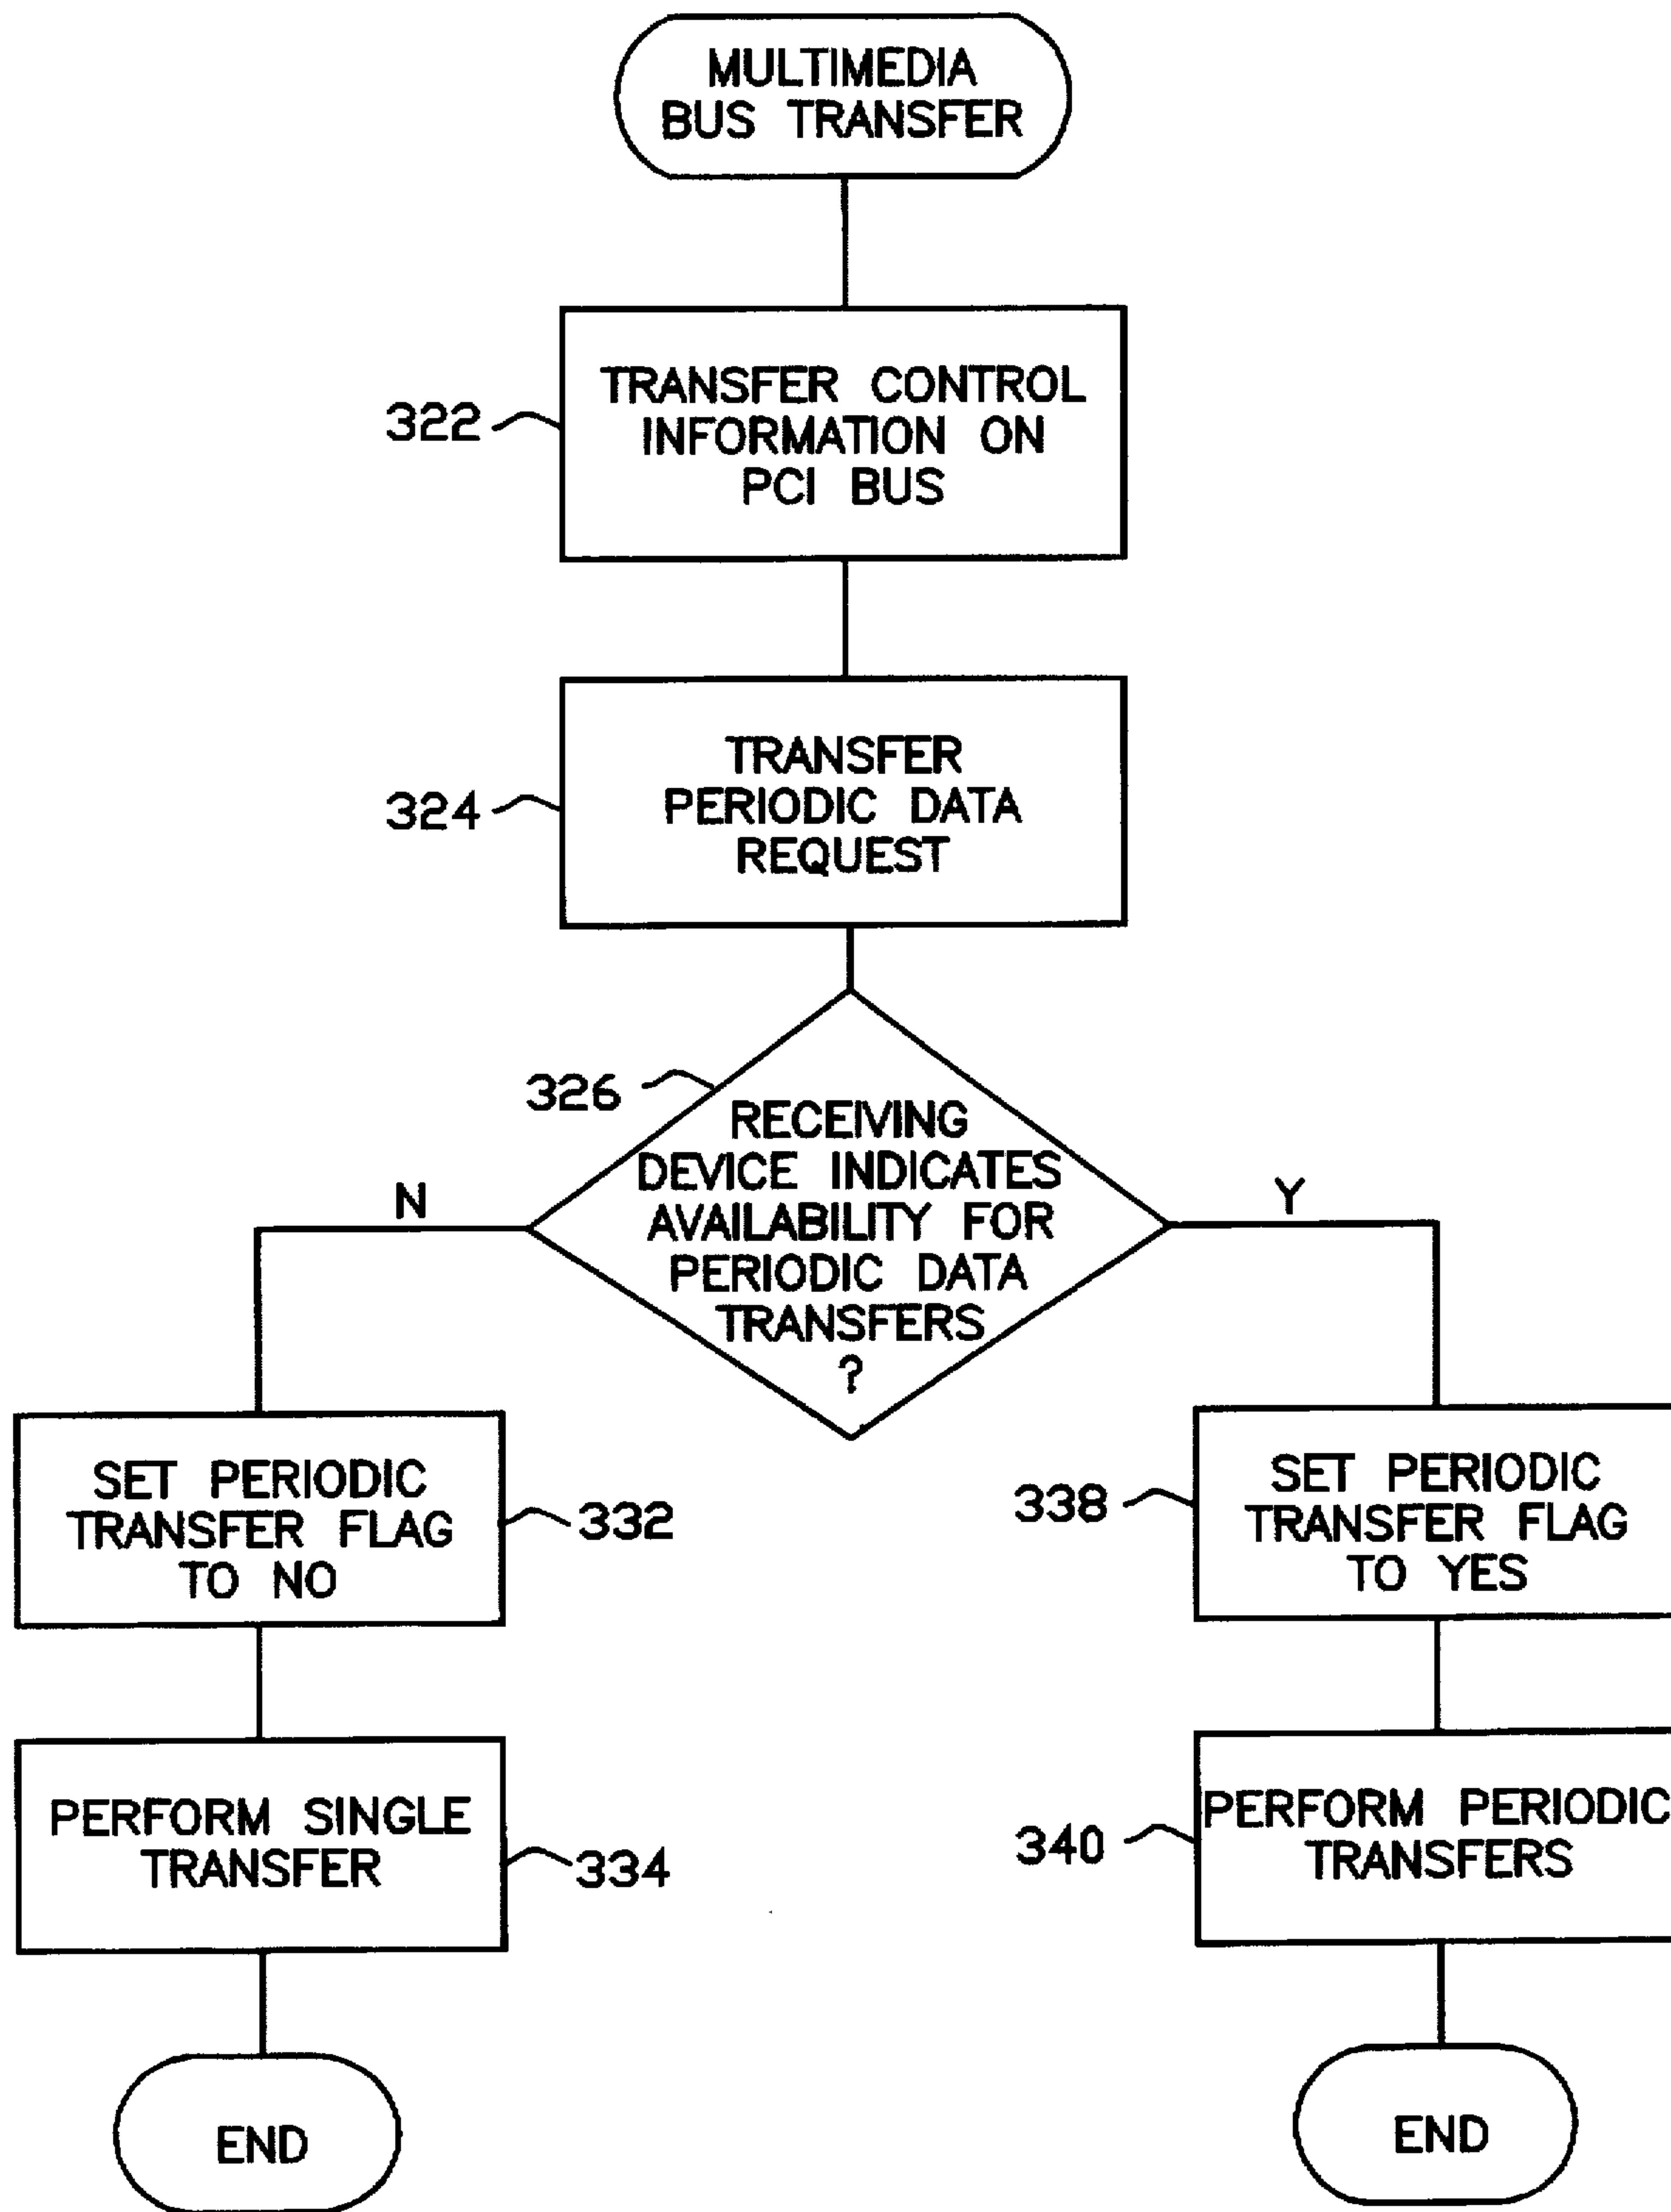 MULTIMEDIA
BUS TRANSFER
322
TRANSFER CONTROL
INFORMATION ON
PCI BUS
324
TRANSFER
PERIODIC DATA
REQUEST
326
RECEIVING
DEVICE INDICATES
AVAILABILITY FOR
PERIODIC DATA
TRANSFERS
?
N
Y
SET PERIODIC
TRANSFER FLAG
TO NO
332
338
SET PERIODIC
TRANSFER FLAG
TO YES
PERFORM SINGLE
TRANSFER
334
340
PERFORM PERIODIC
TRANSFERS
END
END